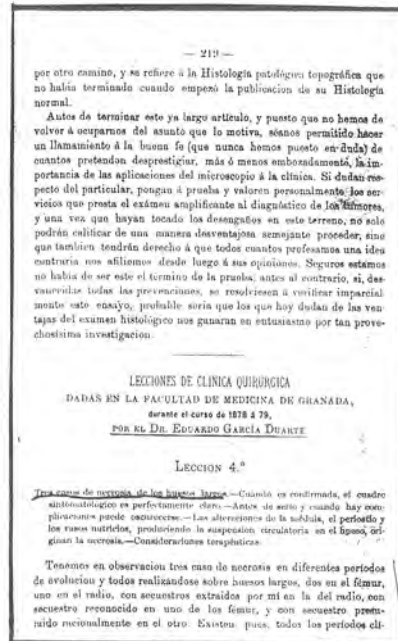 — 219 —
por otro camino, y se refiere á la Histología patológica topográfica que
no había terminado cuando empezó la publicacion de su Histología
normal.
Antes de terminar este ya largo artículo, y puesto que no hemos de
volver á ocuparnos del asunto que lo motiva, séanos permitido hacer
un llamamiento á la buena fe (que nunca hemos puesto en duda) de
cuantos pretendon desprestigiar, más ó menos embozadamente, la im-
portancia de las aplicaciones del microscopio á la clínica. Si dudan res-
pecto del particular, pongan á prueba y valoren personalmente los ser-
vicios que presta el exámen amplificante al diagnóstico de los tumores,
y una vez que hayan tocado los desengaños en este terreno, no solo
podrán calificar de una manera desventajosa semejante proceder, sino
que tambien tendrán derecho á que todos cuantos profesamos una idea
contraria nos afiliemos desde luego á sus opiniones. Seguros estamos
no habia de ser este el término de la prueba, antes al contrario, si, des-
vanecidas todas las prevenciones, se resolviesen á verificar imparcial
mente este ensayo, probable seria que los que hoy dudan de las ven-
tajas del exámen histológico nos ganaran en entusiasmo por tan prove-
chosísima investigacion.
LECCIONES DE CLÍNICA QUIRÚRGICA
DADAS EN LA FACULTAD DE MEDICINA DE GRANADA,
durante el curso de 1878 á 79,
POR EL DR. EDUARDO GARCÍA DUARTE
LECCION 4.ª
Tres casos de necrosis de los huesos largos.—Cuando es confirmada, el cuadro
sintomatológico es perfectamente claro.—Antes de serlo y cuando hay com-
plicaciones puede oscurecerse.—Las alteraciones de la médula, el periostio y
los vasos nutricios, produciendo la suspension circulatoria en el hueso, ori-
ginan la necrosis.—Consideraciones terapéuticas.
Tenemos en observacion tres caso de necrosis en diferentes períodos
de evolucion y todos realizándose sobre huesos largos, dos en el fémur,
uno en el radio, con secuestros extraidos por mí en la del radio, con
secuestro reconocido en uno de los fémur, y con secuestro presu-
mido racionalmente en el otro. Existen, pues, todos los períodos clí-